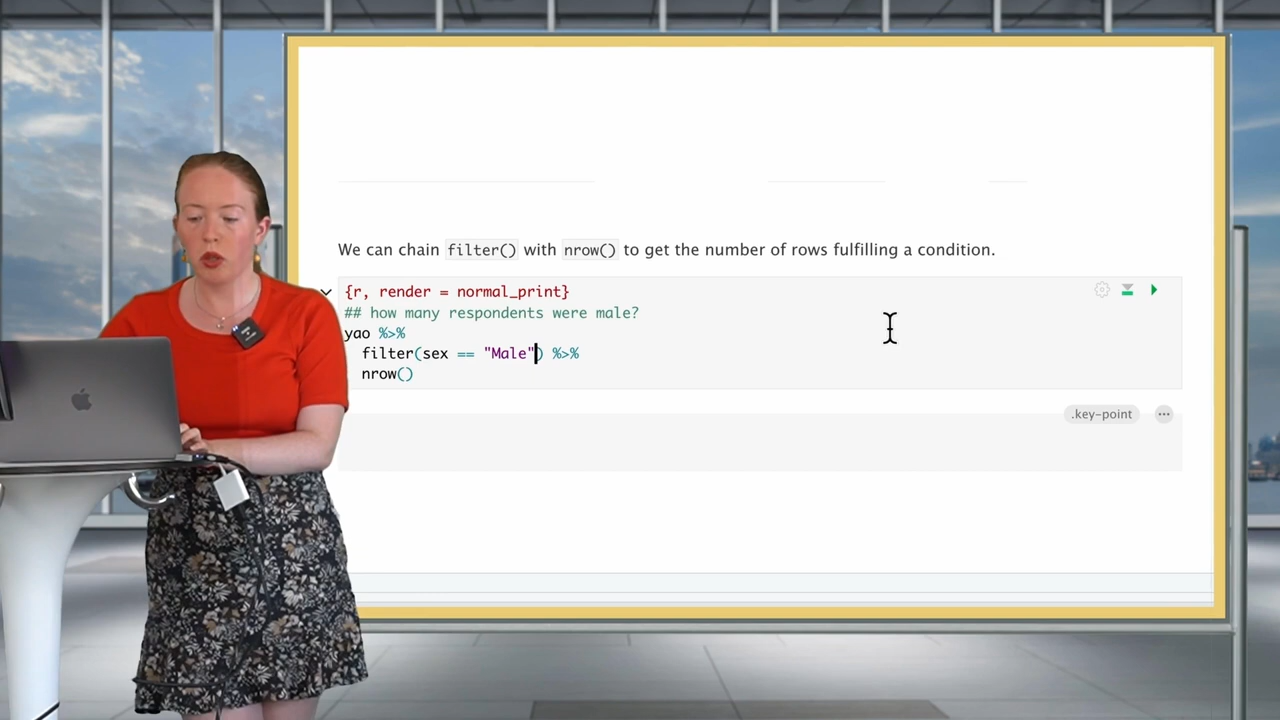 We can chain filter() with nrow() to get the number of rows fulfilling a condition.
{r, render = normal_print}
## how many respondents were male?
yao %>%
filter(sex == "Male") %>%
nrow()
.key-point